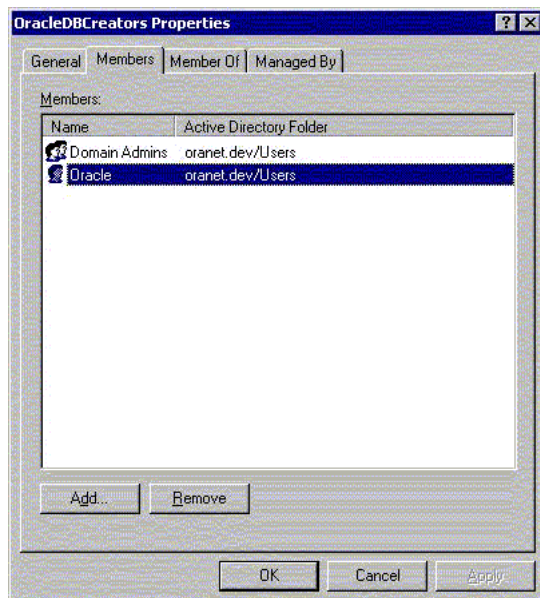 OracleDBCreators Properties
General Members Member Of Managed By
Members:
Name Active Directory Folder
Domain Admins oranet.dev/Users
Oracle oranet.dev/Users
Add... Remove
OK Cancel Apply